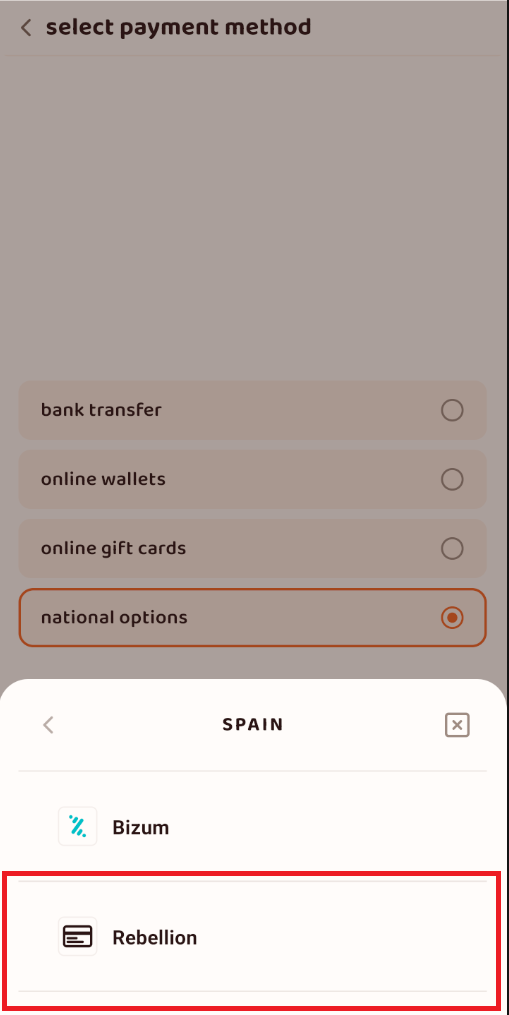 select payment method
bank transfer
online wallets
online gift cards
national options
SPAIN
Bizum
Rebellion